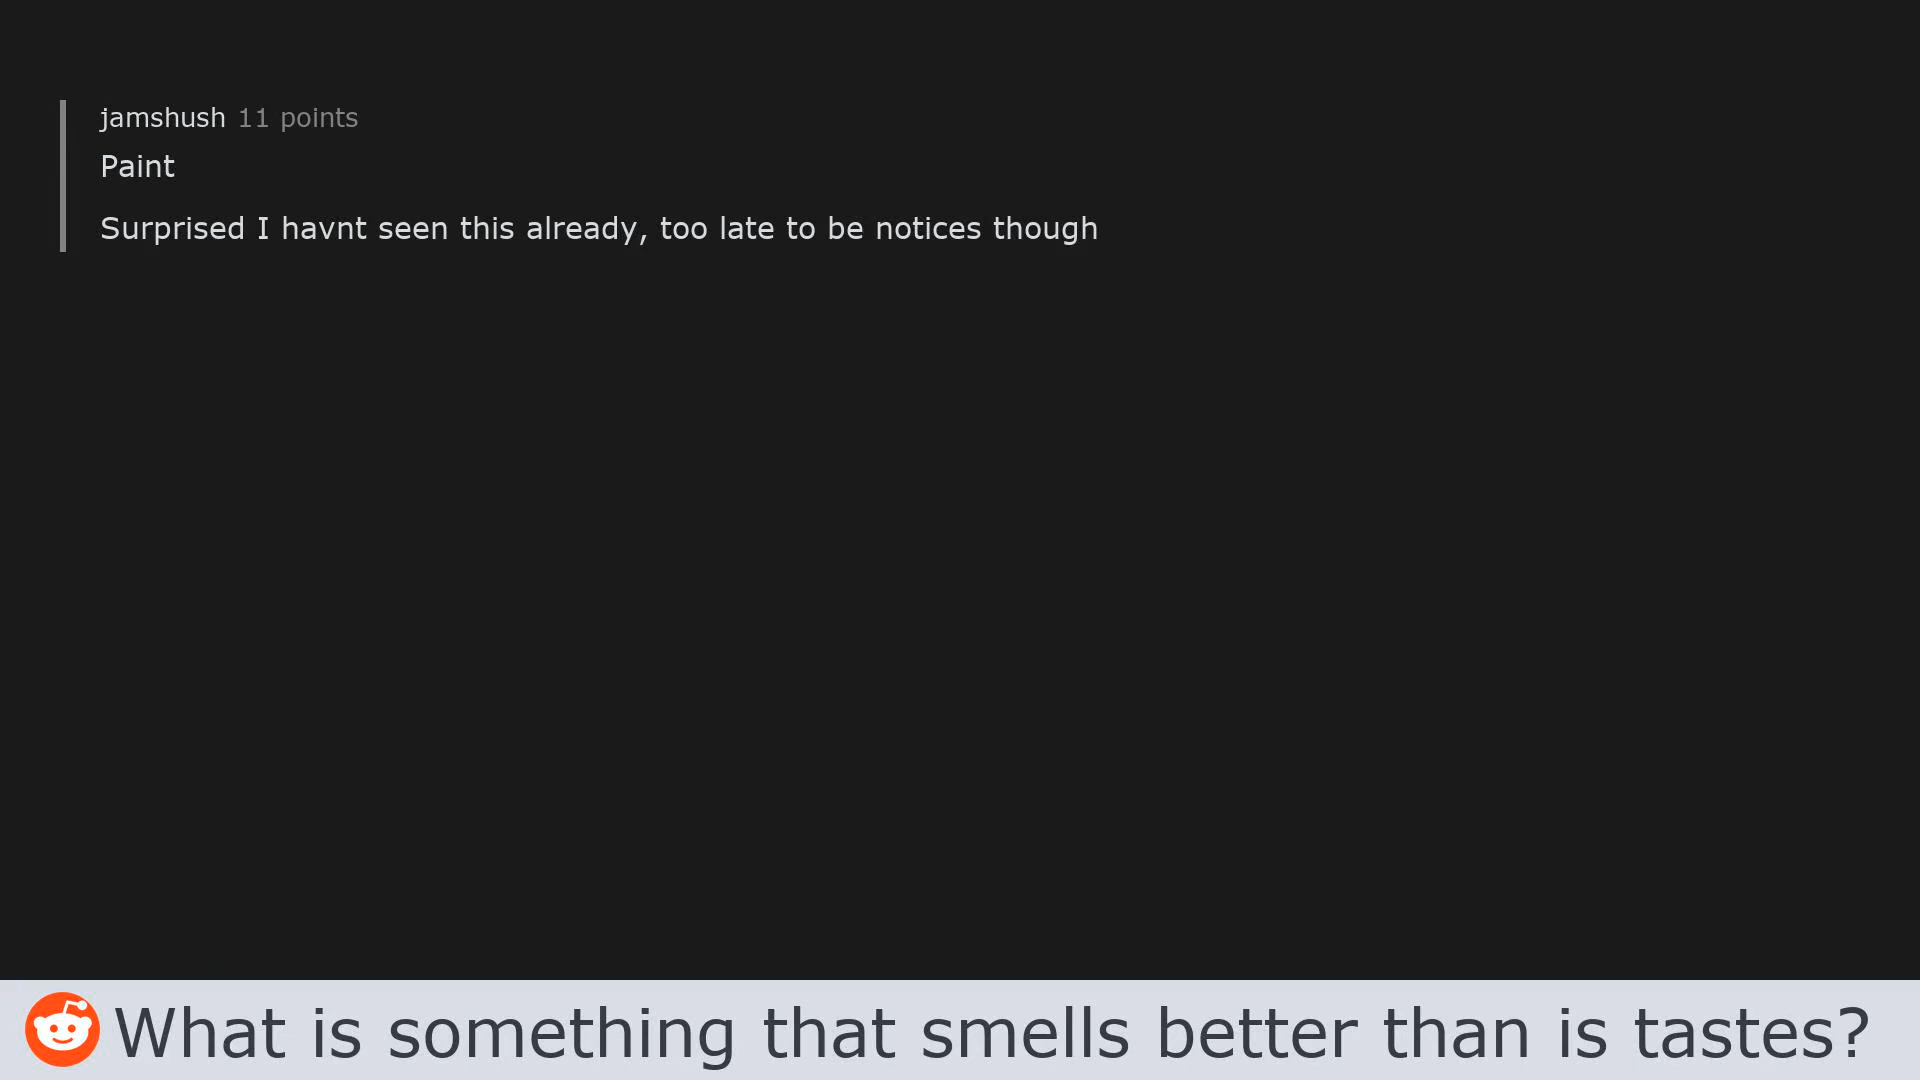 jamshush 11 points
Paint
Surprised I havnt seen this already, too late to be notices though
What is something that smells better than is tastes?